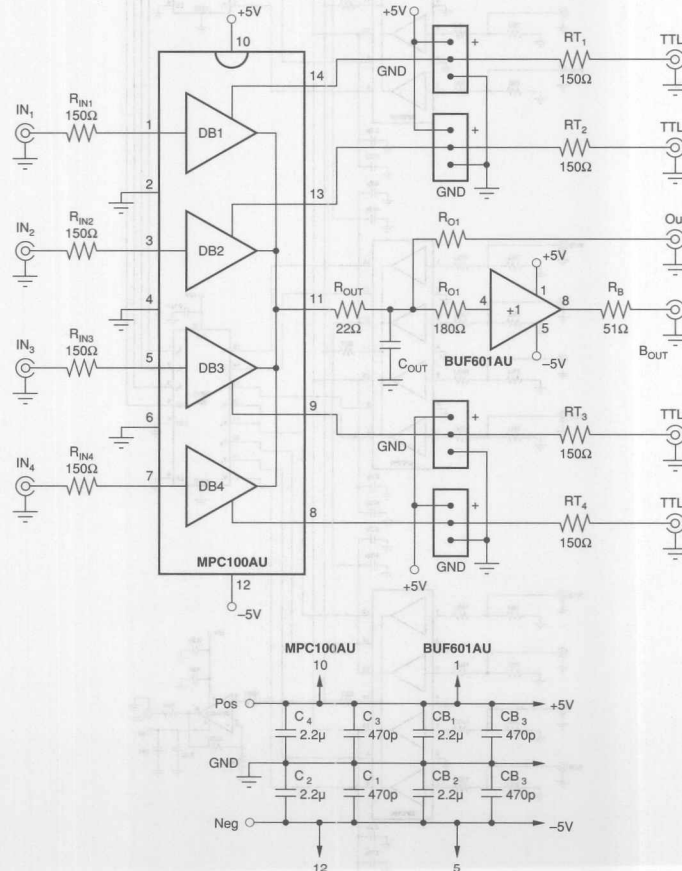 +5V
+5V
10
14
+
GND
RT1
150Ω
TTL
IN1
RIN1
150Ω
1
DB1
2
+
GND
RT2
150Ω
TTL
13
IN2
RIN2
150Ω
3
DB2
4
RO1
Ou
11
ROUT
22Ω
COUT
RO1
180Ω
4
+1
+5V
1
8
5
–5V
BUF601AU
RB
51Ω
BOUT
IN3
RIN3
150Ω
5
DB3
6
9
+
GND
RT3
150Ω
TTL
IN4
RIN4
150Ω
7
DB4
8
+
GND
RT4
150Ω
TTL
MPC100AU
12
–5V
+5V
MPC100AU
10
BUF601AU
1
Pos
+5V
C4
2.2µ
C3
470p
CB1
2.2µ
CB3
470p
GND
C2
2.2µ
C1
470p
CB2
2.2µ
CB3
470p
Neg
–5V
12
5